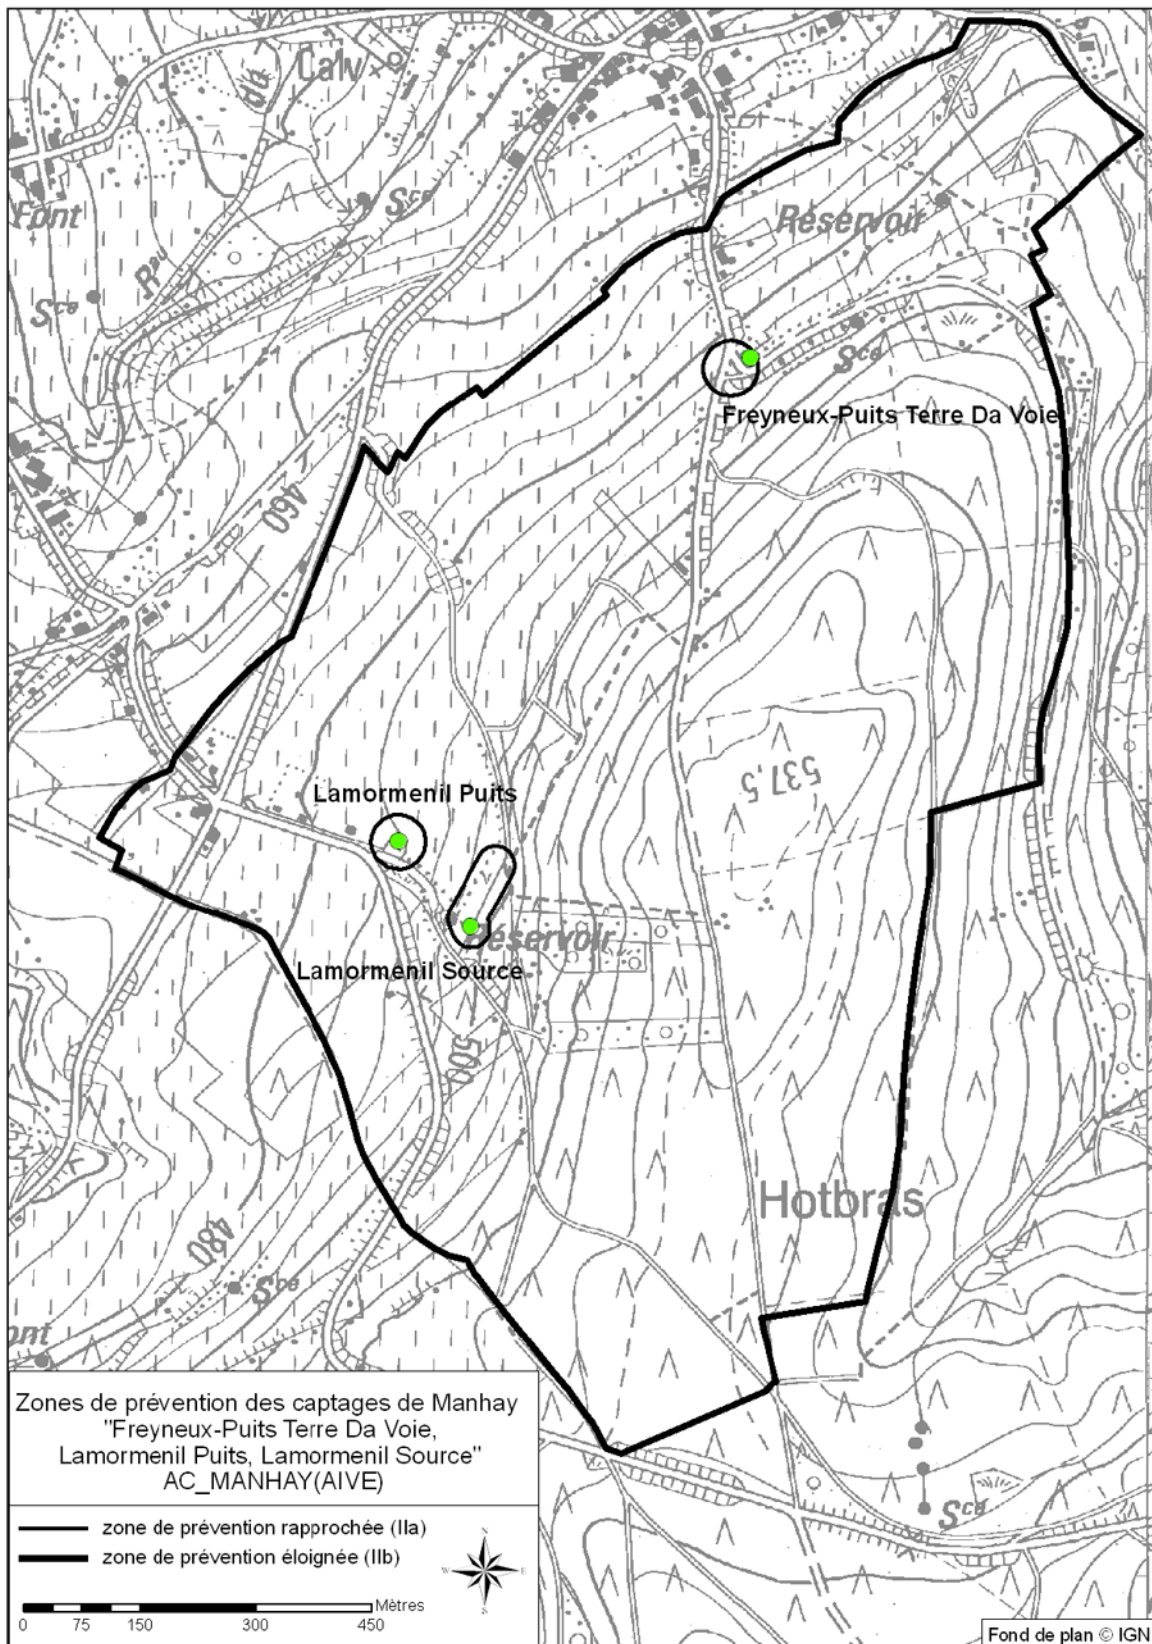 Calv
da
Font
Sce
Rau
Sce
Réservoir
Sce
Freyneux-Puits Terre Da Voie
460
537,5
Lamormenil Puits
Réservoir
Lamormenil Source
500
Hotbras
480
Sce
ont
Sce
Zones de prévention des captages de Manhay
"Freyneux-Puits Terre Da Voie,
Lamormenil Puits, Lamormenil Source"
AC_MANHAY(AIVE)
zone de prévention rapprochée (IIa)
zone de prévention éloignée (IIb)
N
W E
S
Mètres
0 75 150 300 450
Fond de plan © IGN